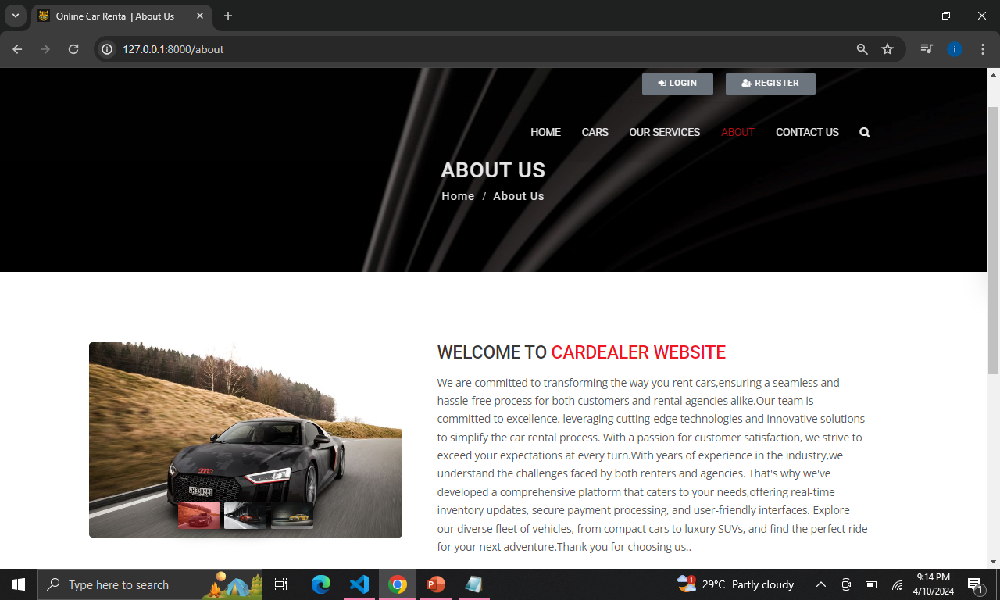 Online Car Rental | About Us
127.0.0.1:8000/about
i
LOGIN
REGISTER
HOME
CARS
OUR SERVICES
ABOUT
CONTACT US
ABOUT US
Home / About Us
WELCOME TO CARDEALER WEBSITE
We are committed to transforming the way you rent cars,ensuring a seamless and
hassle-free process for both customers and rental agencies alike.Our team is
committed to excellence, leveraging cutting-edge technologies and innovative solutions
to simplify the car rental process. With a passion for customer satisfaction, we strive to
exceed your expectations at every turn.With years of experience in the industry,we
understand the challenges faced by both renters and agencies. That's why we've
developed a comprehensive platform that caters to your needs,offering real-time
inventory updates, secure payment processing, and user-friendly interfaces. Explore
our diverse fleet of vehicles, from compact cars to luxury SUVs, and find the perfect ride
for your next adventure.Thank you for choosing us..
Type here to search
P
1
29°C Partly cloudy
9:14 PM
4/10/2024
1